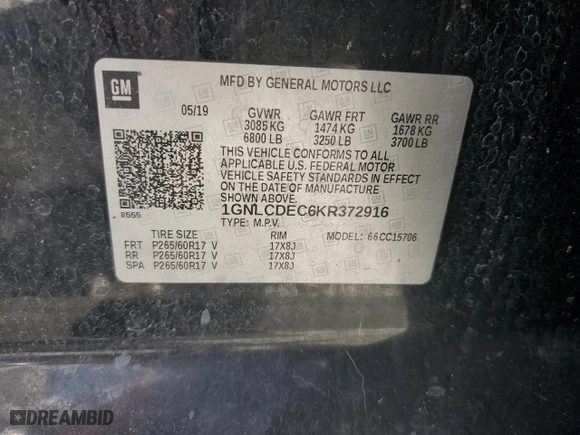 GM
MFD BY GENERAL MOTORS LLC
05/19 GVWR GAWR FRT GAWR RR
3085 KG 1474 KG 1678 KG
6800 LB 3250 LB 3700 LB
THIS VEHICLE CONFORMS TO ALL
APPLICABLE U.S. FEDERAL MOTOR
VEHICLE SAFETY STANDARDS IN EFFECT
ON THE DATE OF MANUFACTURE SHOWN ABOVE.
8555 1GNLCDEC6KR372916
TYPE: M.P.V. MODEL: 66CC15706
TIRE SIZE RIM
FRT P265/60R17 V 17X8J
RR P265/60R17 V 17X8J
SPA P265/60R17 V 17X8J
DREAMBID